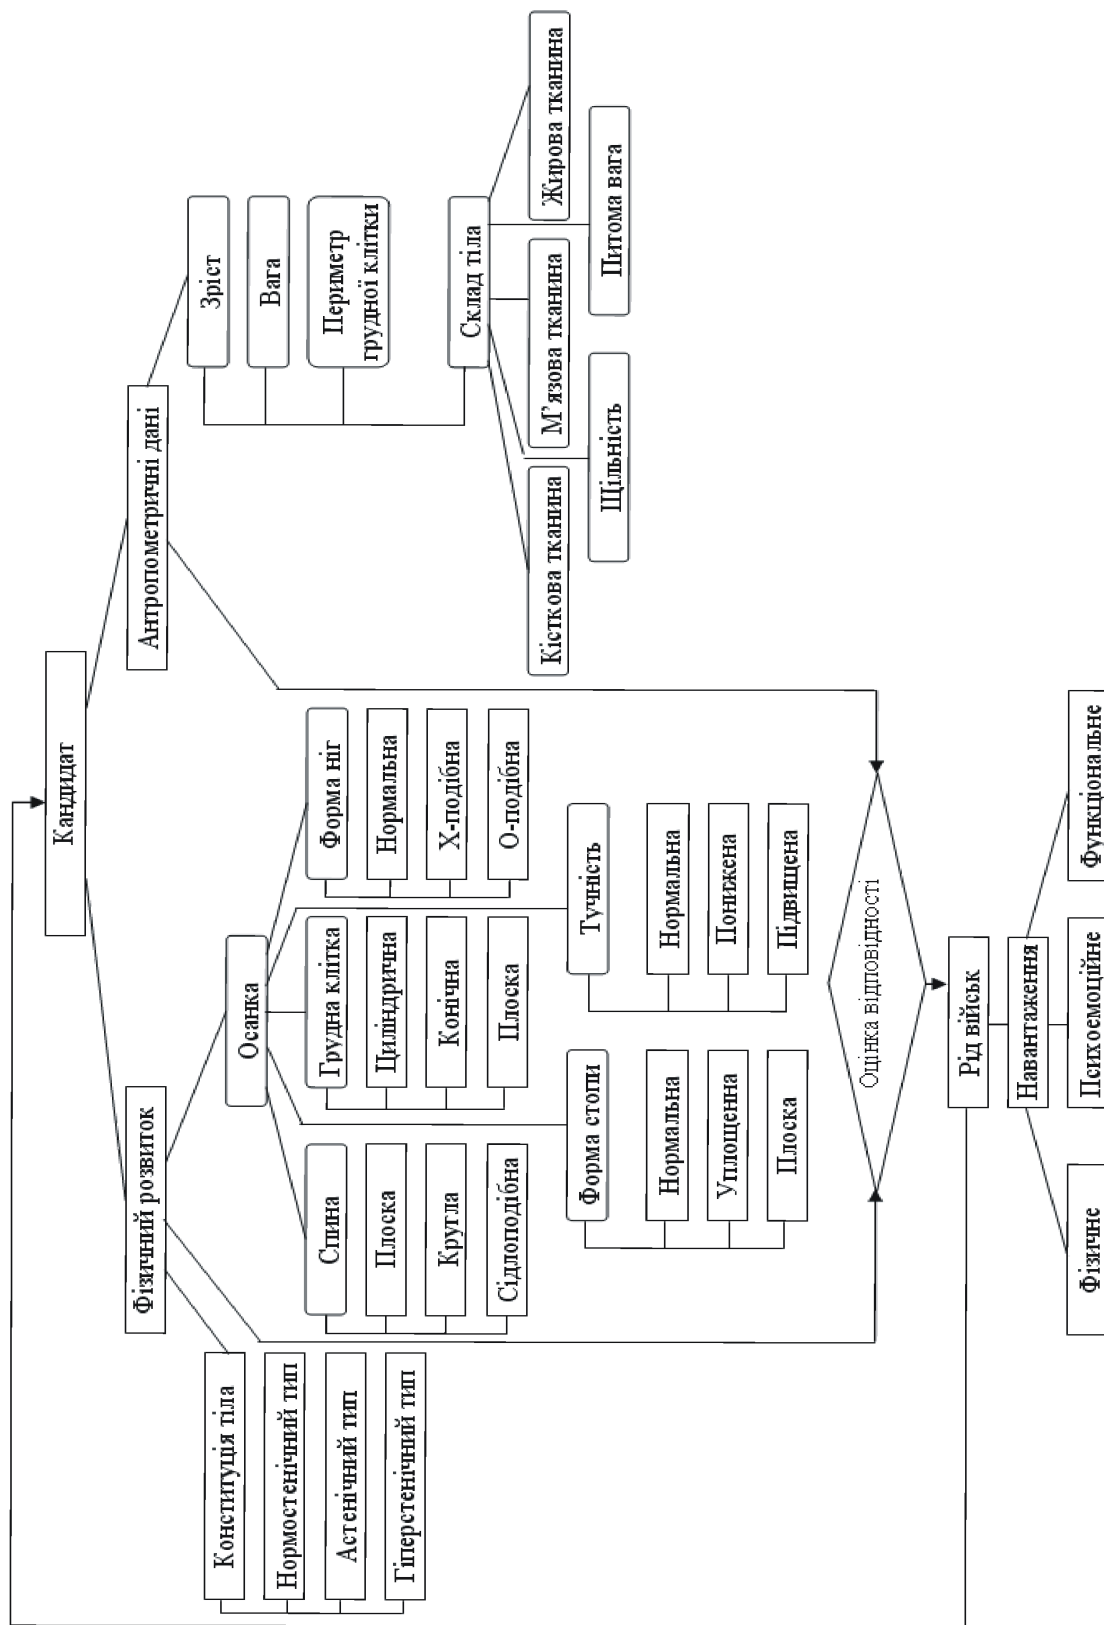 Кандидат
Фізичний розвиток
Антропометричні дані
Конституція тіла
Нормостенічний тип
Астенічний тип
Гіперстенічний тип
Осанка
Спина
Плоска
Кругла
Сідлоподібна
Грудна клітка
Циліндрична
Конічна
Плоска
Форма ніг
Нормальна
Х-подібна
О-подібна
Форма стопи
Нормальна
Уплощенна
Плоска
Тучність
Нормальна
Понижена
Підвищена
Зріст
Вага
Периметр
грудної клітки
Склад тіла
Кісткова тканина
М’язова тканина
Жирова тканина
Щільність
Питома вага
Оцінка відповідності
Рід військ
Навантаження
Фізичне
Психоемоційне
Функціональне